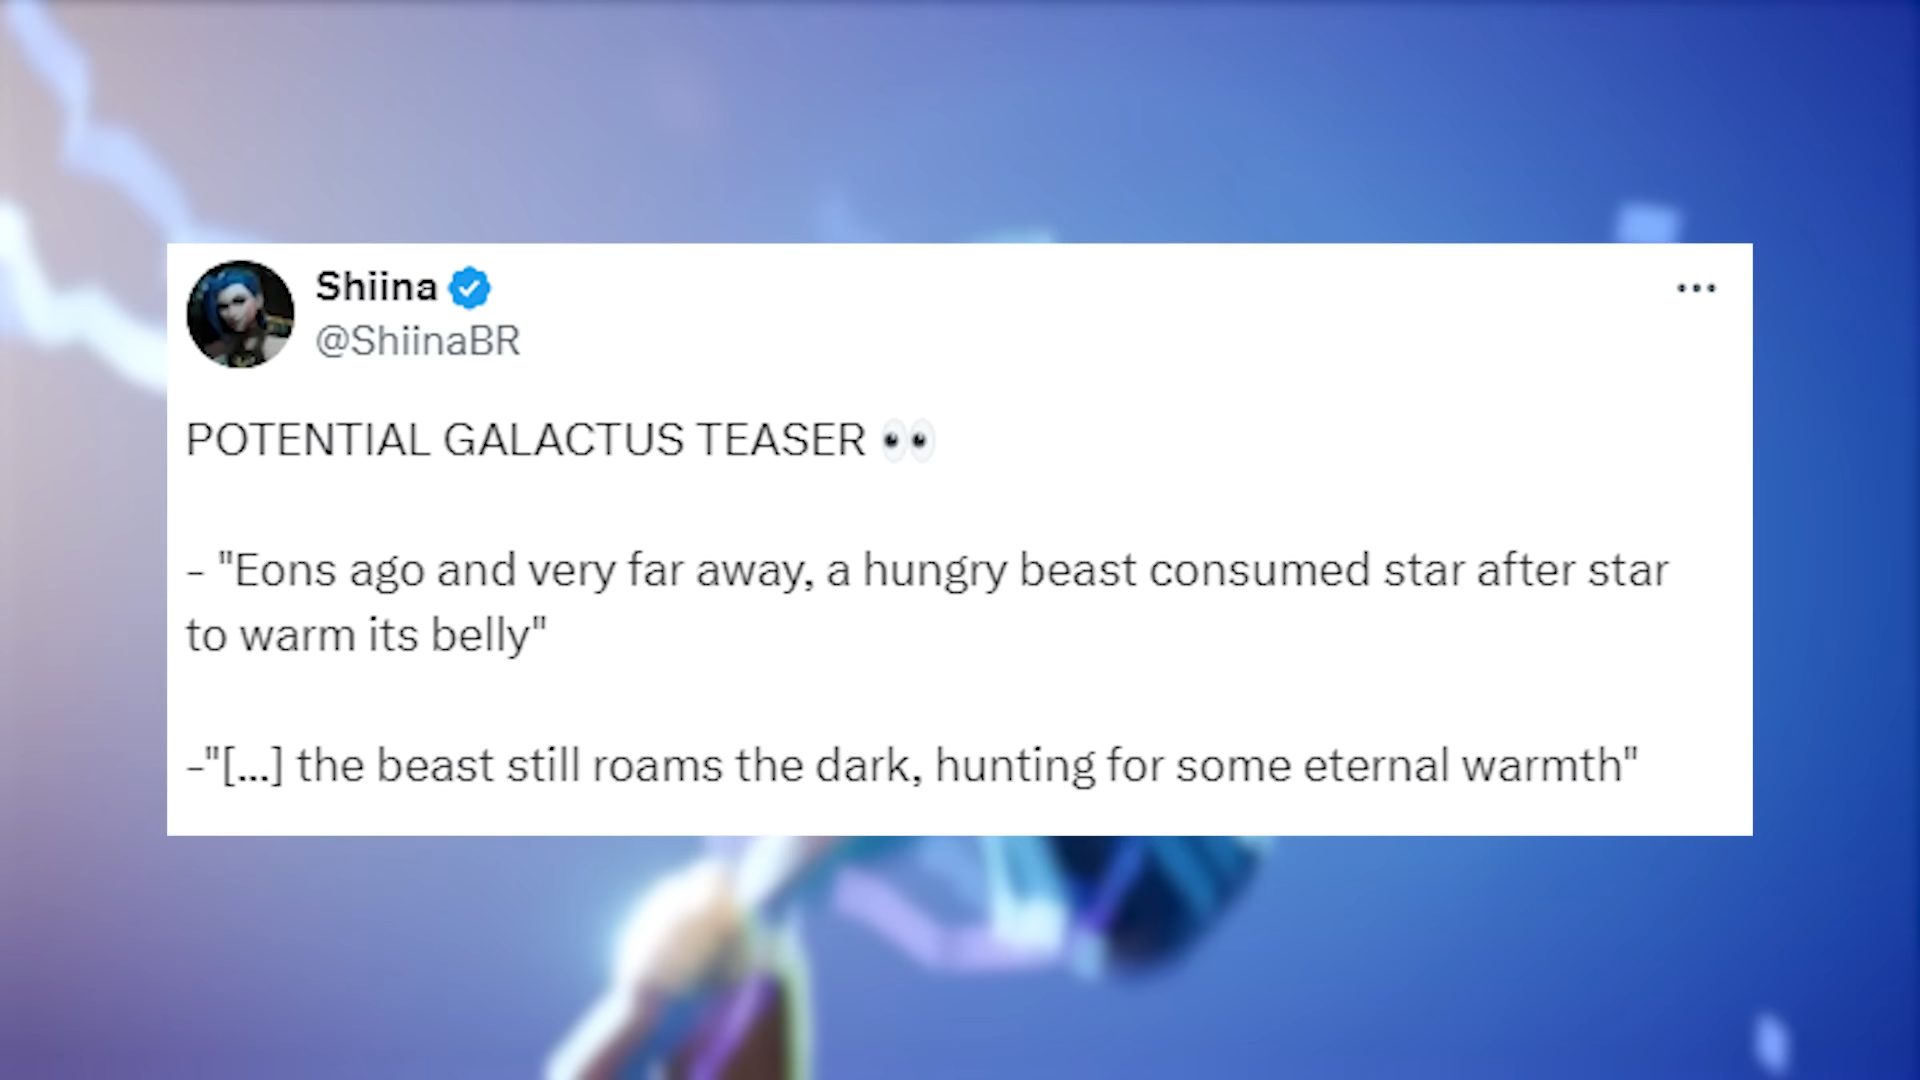 Shiina
@ShiinaBR
POTENTIAL GALACTUS TEASER 👀
- "Eons ago and very far away, a hungry beast consumed star after star
to warm its belly"
-"[...] the beast still roams the dark, hunting for some eternal warmth"